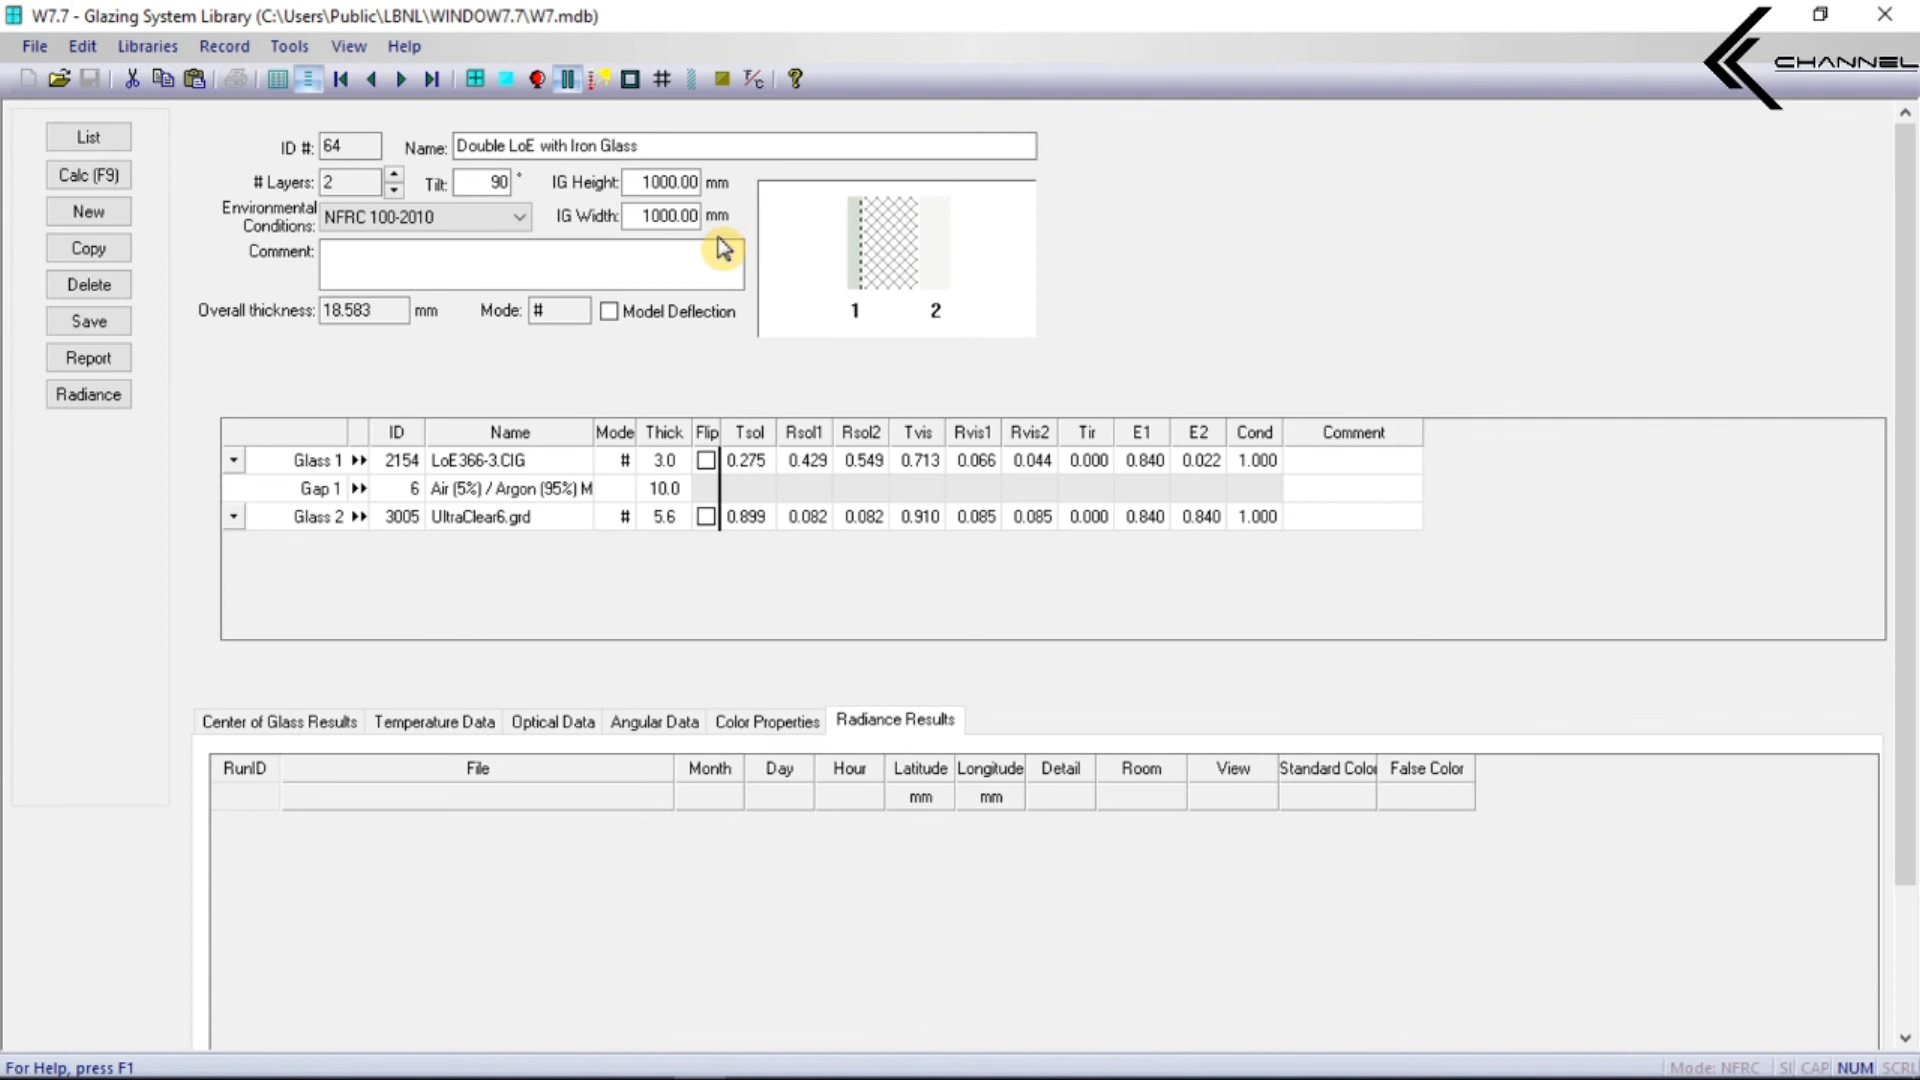 W7.7 - Glazing System Library (C:\Users\Public\LBNL\WINDOW7.7\W7.mdb)
File Edit Libraries Record Tools View Help
CHANNEL
List
Calc (F9)
New
Copy
Delete
Save
Report
Radiance
ID #: 64 Name: Double LoE with Iron Glass
# Layers: 2 Tilt: 90 ° IG Height: 1000.00 mm
Environmental Conditions: NFRC 100-2010 IG Width: 1000.00 mm
Comment:
Overall thickness: 18.583 mm Mode: # Model Deflection
1 2
ID Name Mode Thick Flip Tsol Rsol1 Rsol2 Tvis Rvis1 Rvis2 Tir E1 E2 Cond Comment
Glass 1 2154 LoE366-3.CIG # 3.0 0.275 0.429 0.549 0.713 0.066 0.044 0.000 0.840 0.022 1.000
Gap 1 6 Air (5%) / Argon (95%) M 10.0
Glass 2 3005 UltraClear6.grd # 5.6 0.899 0.082 0.082 0.910 0.085 0.085 0.000 0.840 0.840 1.000
Center of Glass Results Temperature Data Optical Data Angular Data Color Properties Radiance Results
RunID File Month Day Hour Latitude Longitude Detail Room View Standard Color False Color
mm mm
For Help, press F1 Mode: NFRC SI CAP NUM SCRL